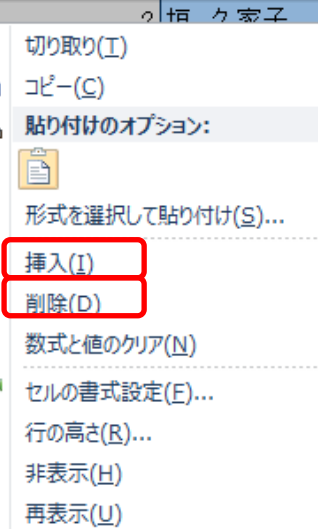 切り取り(T)
コピー(C)
貼り付けのオプション:
形式を選択して貼り付け(S)...
挿入(I)
削除(D)
数式と値のクリア(N)
セルの書式設定(F)...
行の高さ(R)...
非表示(H)
再表示(U)